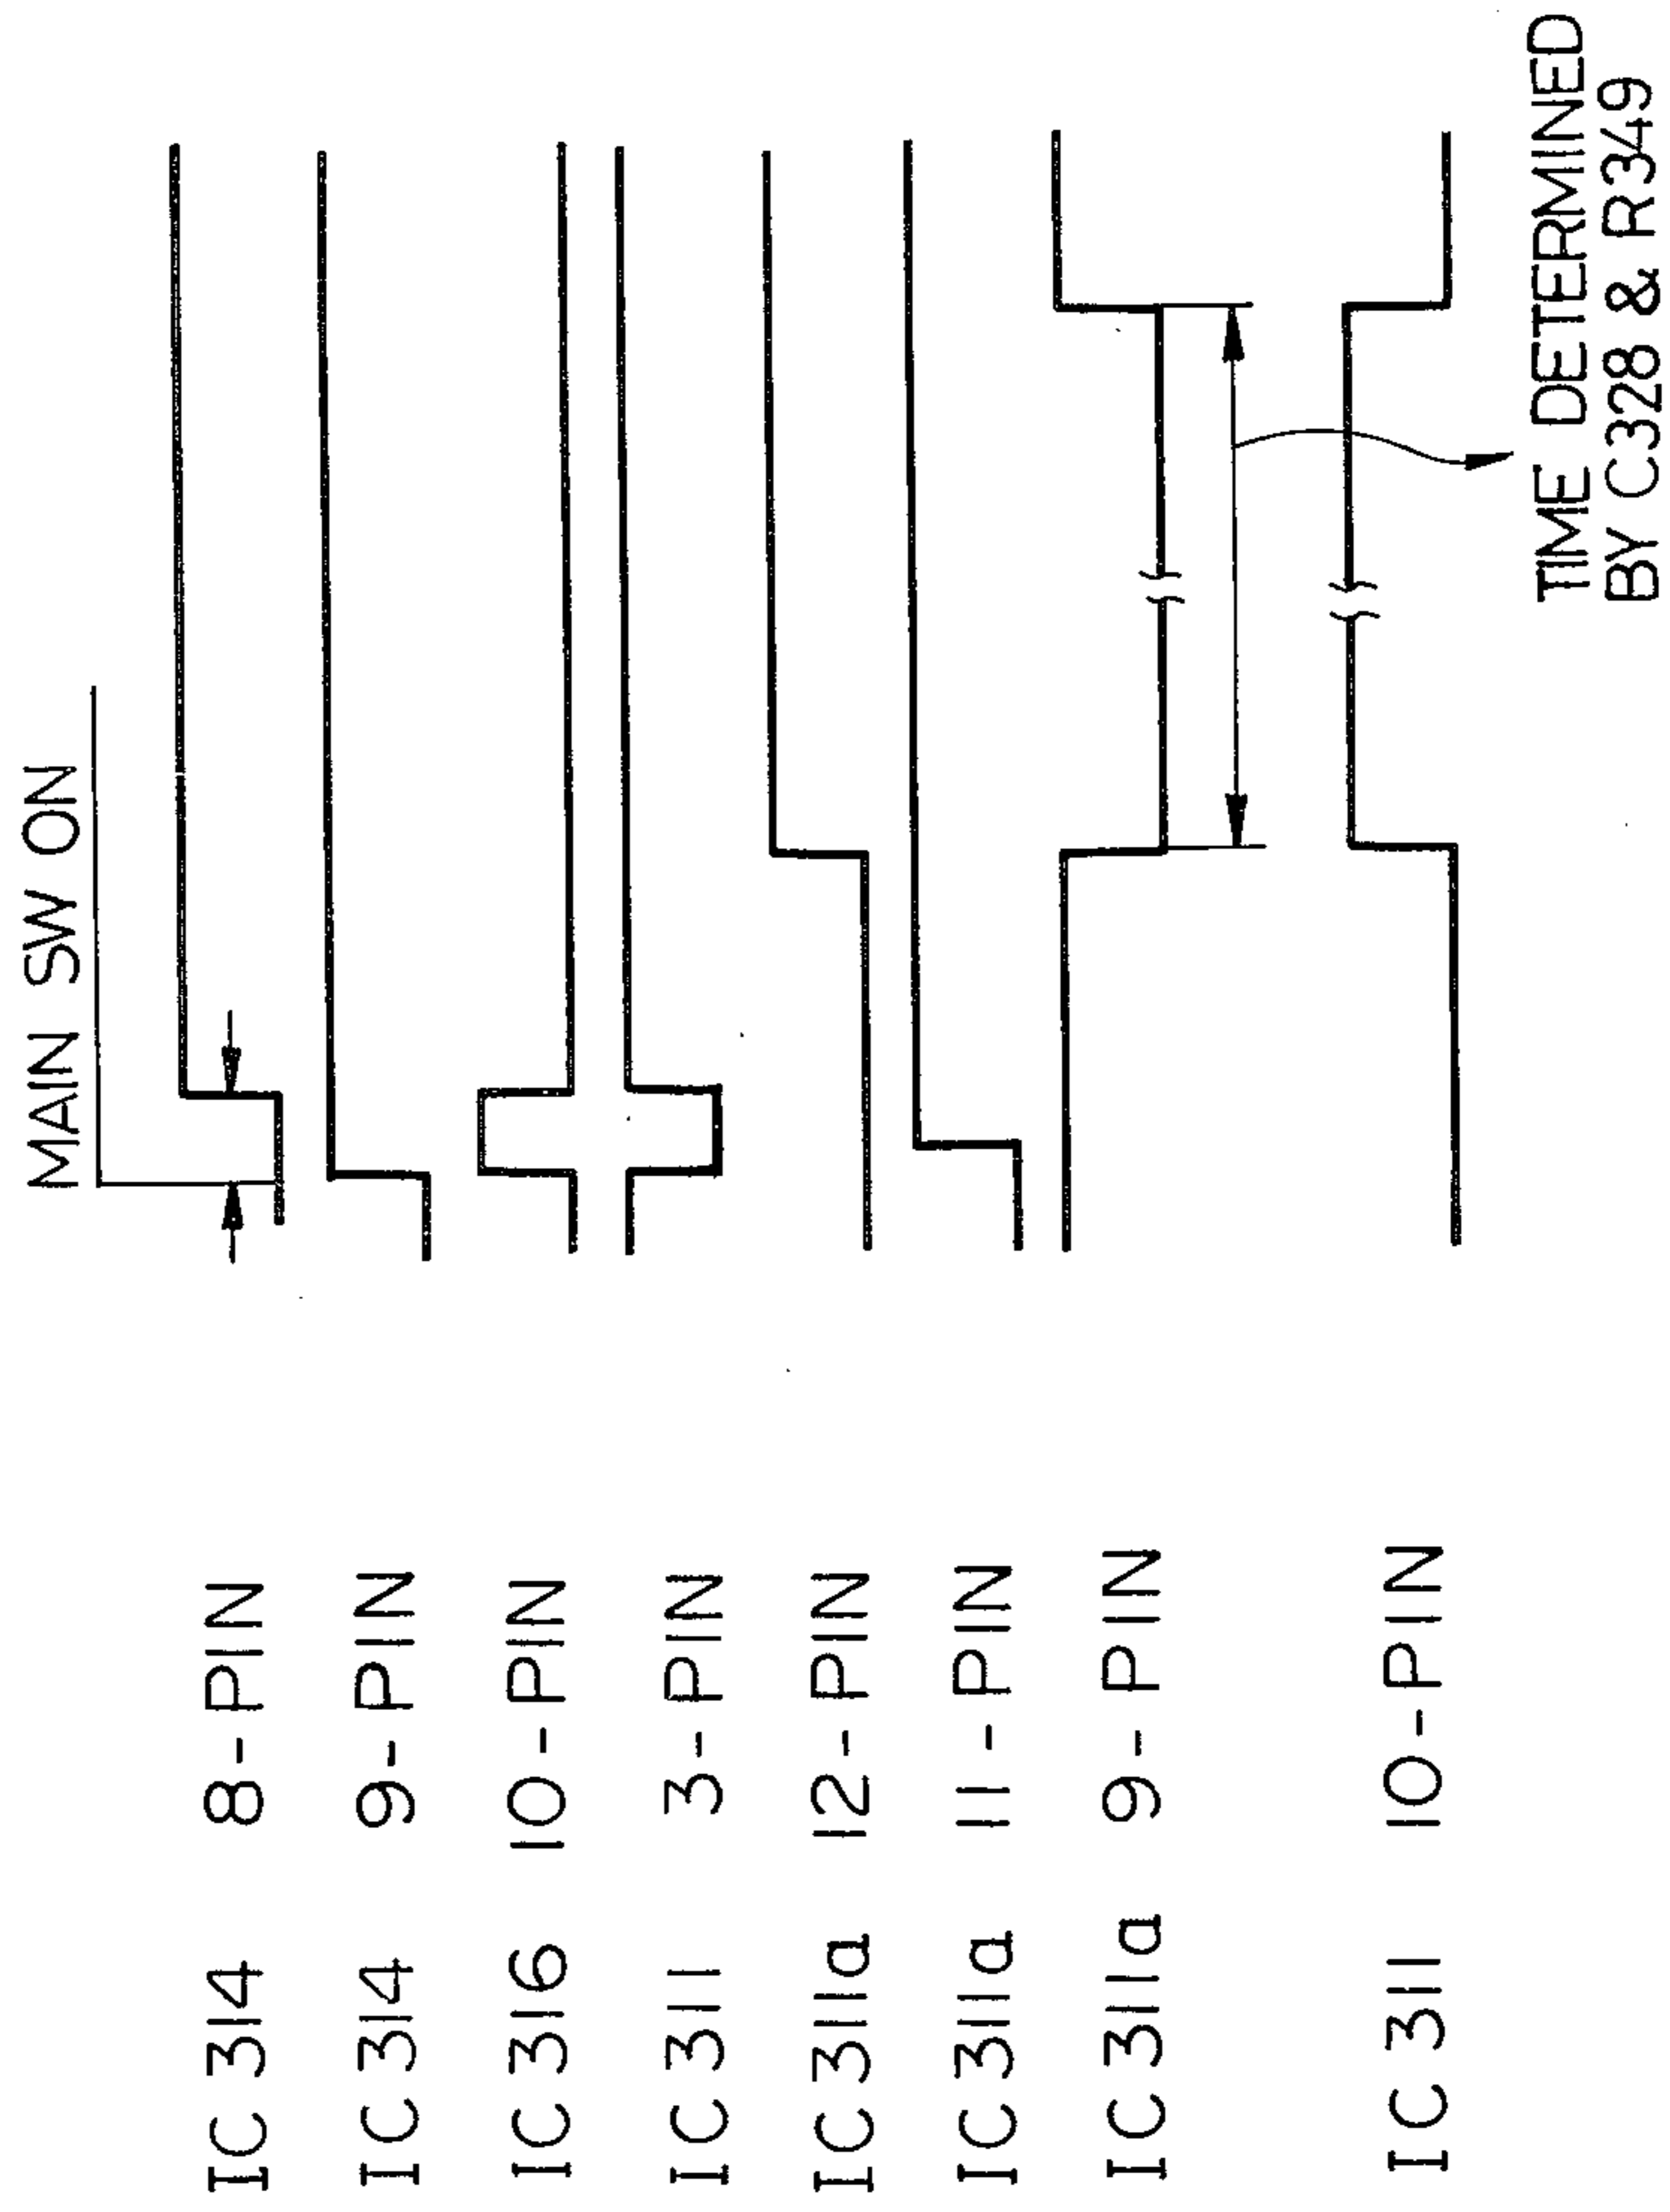 MAIN SW ON
IC 314 8-PIN
IC 314 9-PIN
IC 316 10-PIN
IC 311 3-PIN
IC 311a 12-PIN
IC 311a 11-PIN
IC 311a 9-PIN
IC 311 10-PIN
TIME DETERMINED
BY C328 & R349